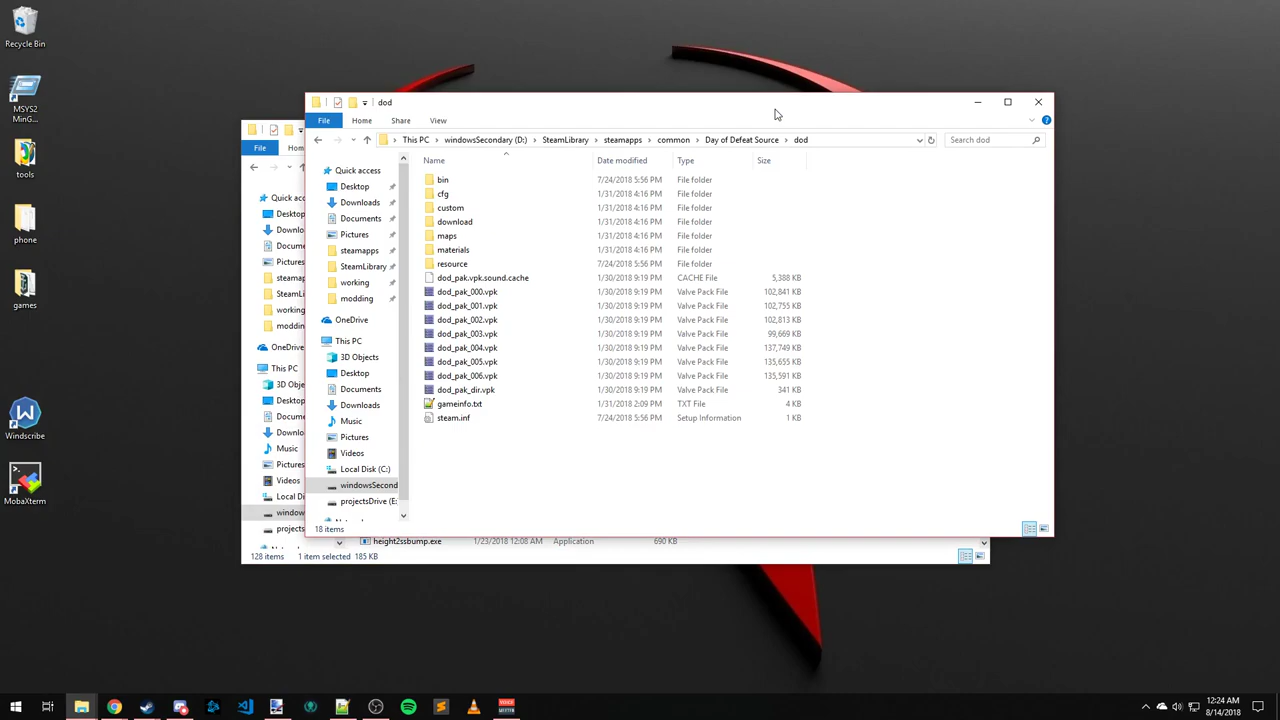 Recycle Bin
MSYS2
MinG...
tools
phone
games
Windscribe
MobaXterm
dod
File Home Share View
This PC windowsSecondary (D:) SteamLibrary steamapps common Day of Defeat Source dod
Search dod
Name Date modified Type Size
Quick access
Desktop
Downloads
Documents
Pictures
steamapps
SteamLibrary
working
modding
OneDrive
This PC
3D Objects
Desktop
Documents
Downloads
Music
Pictures
Videos
Local Disk (C:)
windowsSecond
projectsDrive (E:
bin 7/24/2018 5:56 PM File folder
cfg 1/31/2018 4:16 PM File folder
custom 1/31/2018 4:16 PM File folder
download 1/31/2018 4:16 PM File folder
maps 1/31/2018 4:16 PM File folder
materials 1/31/2018 4:16 PM File folder
resource 7/24/2018 5:56 PM File folder
dod_pak.vpk.sound.cache 1/30/2018 9:19 PM CACHE File 5,388 KB
dod_pak_000.vpk 1/30/2018 9:19 PM Valve Pack File 102,841 KB
dod_pak_001.vpk 1/30/2018 9:19 PM Valve Pack File 102,755 KB
dod_pak_002.vpk 1/30/2018 9:19 PM Valve Pack File 102,813 KB
dod_pak_003.vpk 1/30/2018 9:19 PM Valve Pack File 99,669 KB
dod_pak_004.vpk 1/30/2018 9:19 PM Valve Pack File 137,749 KB
dod_pak_005.vpk 1/30/2018 9:19 PM Valve Pack File 135,655 KB
dod_pak_006.vpk 1/30/2018 9:19 PM Valve Pack File 135,591 KB
dod_pak_dir.vpk 1/30/2018 9:19 PM Valve Pack File 341 KB
gameinfo.txt 1/31/2018 2:09 PM TXT File 4 KB
steam.inf 7/24/2018 5:56 PM Setup Information 1 KB
18 items
File Hom
Quick acc
Desktop
Downlo
Docume
Pictures
steamap
SteamLi
working
moddin
OneDrive
This PC
3D Obje
Desktop
Docume
Downlo
Music
Pictures
Videos
Local Di
window
projects
height2ssbump.exe 1/23/2018 12:08 AM Application 690 KB
128 items 1 item selected 185 KB
12:24 AM
8/14/2018